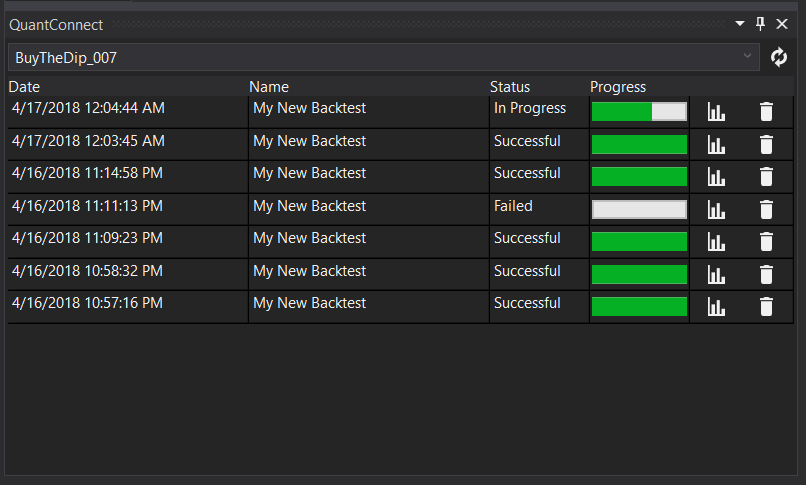 QuantConnect
BuyTheDip_007
Date Name Status Progress
4/17/2018 12:04:44 AM My New Backtest In Progress
4/17/2018 12:03:45 AM My New Backtest Successful
4/16/2018 11:14:58 PM My New Backtest Successful
4/16/2018 11:11:13 PM My New Backtest Failed
4/16/2018 11:09:23 PM My New Backtest Successful
4/16/2018 10:58:32 PM My New Backtest Successful
4/16/2018 10:57:16 PM My New Backtest Successful